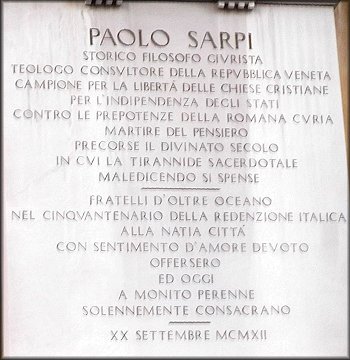 PAOLO SARPI
STORICO FILOSOFO GIVRISTA
TEOLOGO CONSVLTORE DELLA REPVBBLICA VENETA
CAMPIONE PER LA LIBERTÀ DELLE CHIESE CRISTIANE
PER L'INDIPENDENZA DEGLI STATI
CONTRO LE PREPOTENZE DELLA ROMANA CVRIA
MARTIRE DEL PENSIERO
PRECORSE IL DIVINATO SECOLO
IN CVI LA TIRANNIDE SACERDOTALE
MALEDICENDO SI SPENSE
FRATELLI D'OLTRE OCEANO
NEL CINQVANTENARIO DELLA REDENZIONE ITALICA
ALLA NATIA CITTÁ
CON SENTIMENTO D'AMORE DEVOTO
OFFERSERO
ED OGGI
A MONITO PERENNE
SOLENNEMENTE CONSACRANO
XX SETTEMBRE MCMXII